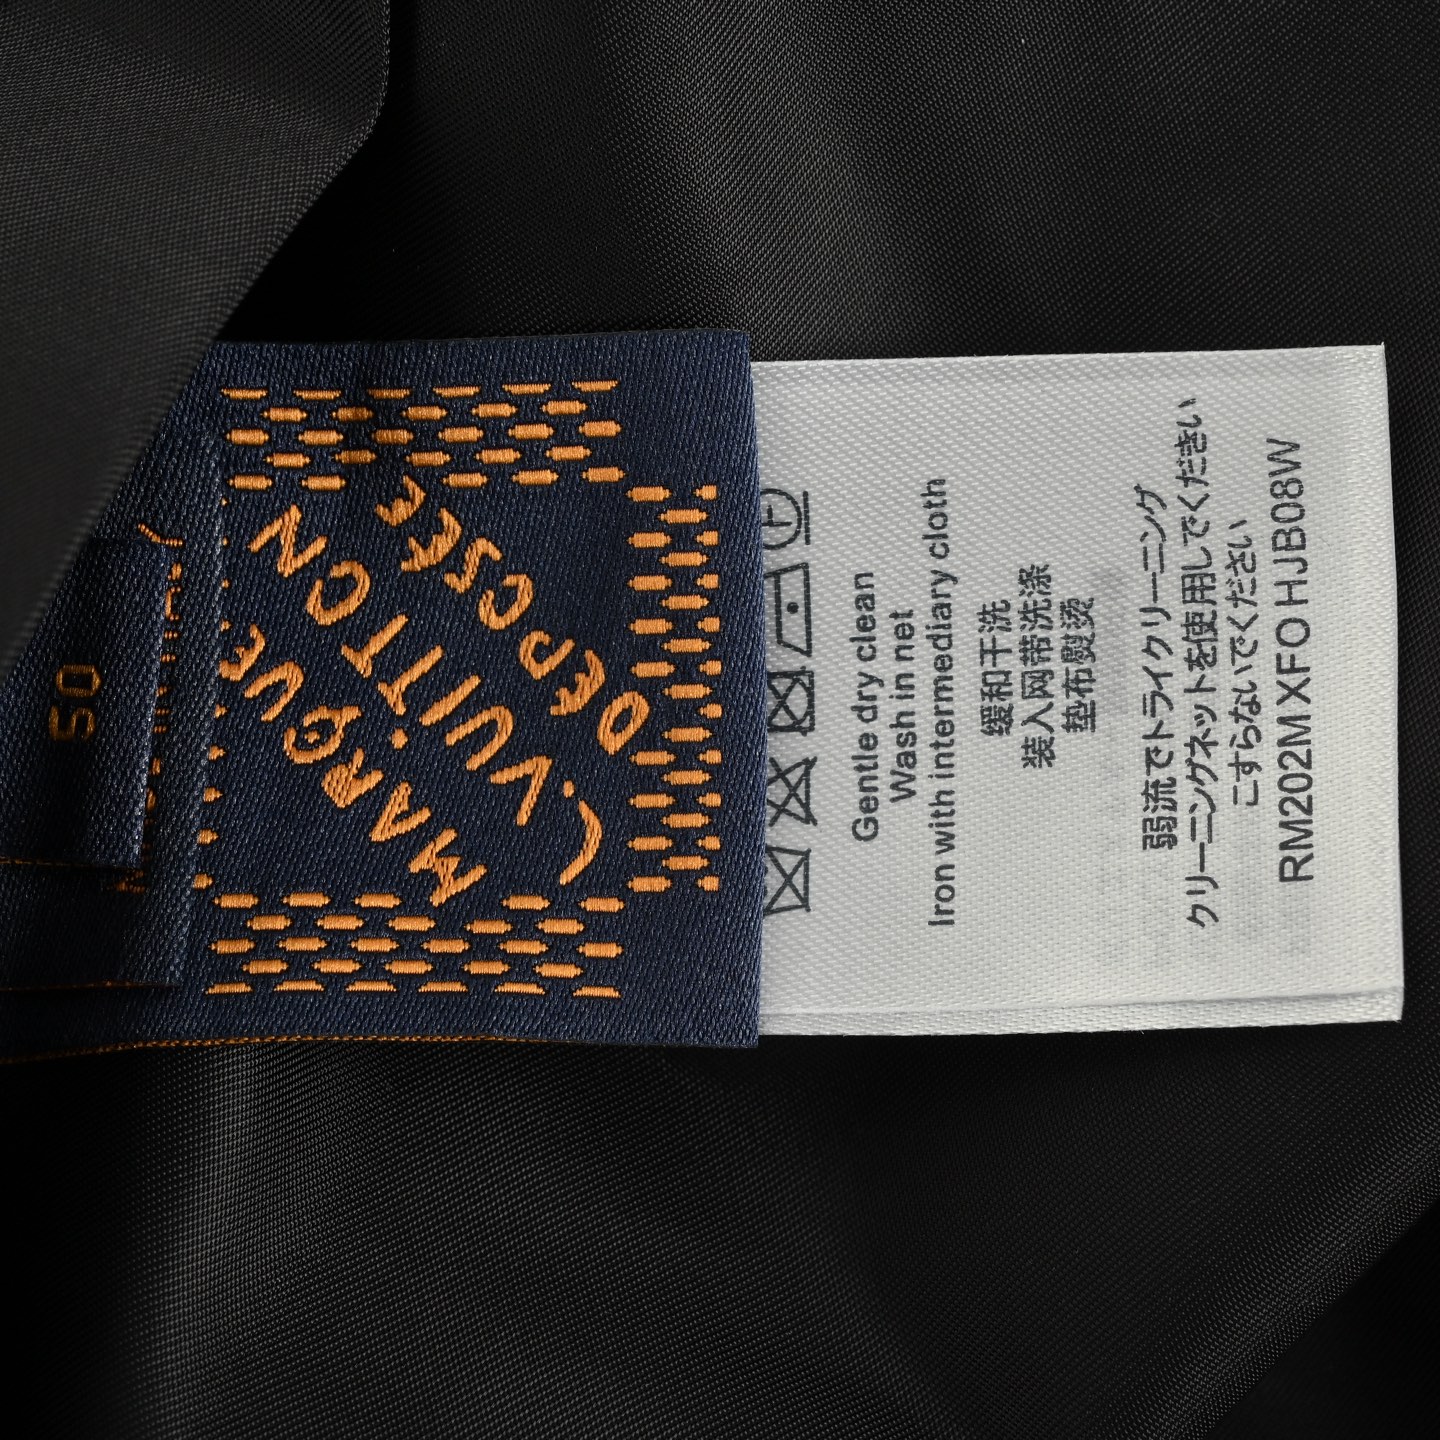 50
MARQUE
L.VUITTON
DÉPOSÉE
Gentle dry clean
Wash in net
Iron with intermediary cloth
缓和干洗
装入网带洗涤
垫布熨烫
弱流でドライクリーニング
クリーニングネットを使用してください
こすらないでください
RM202M XFO HJB08W